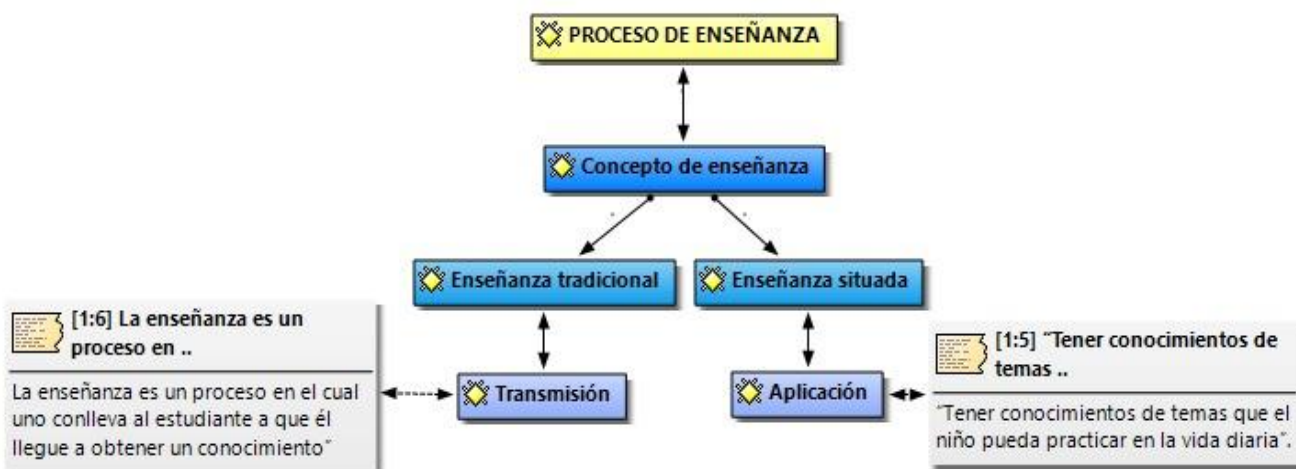 PROCESO DE ENSEÑANZA
Concepto de enseñanza
Enseñanza tradicional
Enseñanza situada
[1:6] La enseñanza es un
proceso en ..
La enseñanza es un proceso en el cual
uno conlleva al estudiante a que él
llegue a obtener un conocimiento”
Transmisión
Aplicación
[1:5] “Tener conocimientos de
temas ..
“Tener conocimientos de temas que el
niño pueda practicar en la vida diaria”.